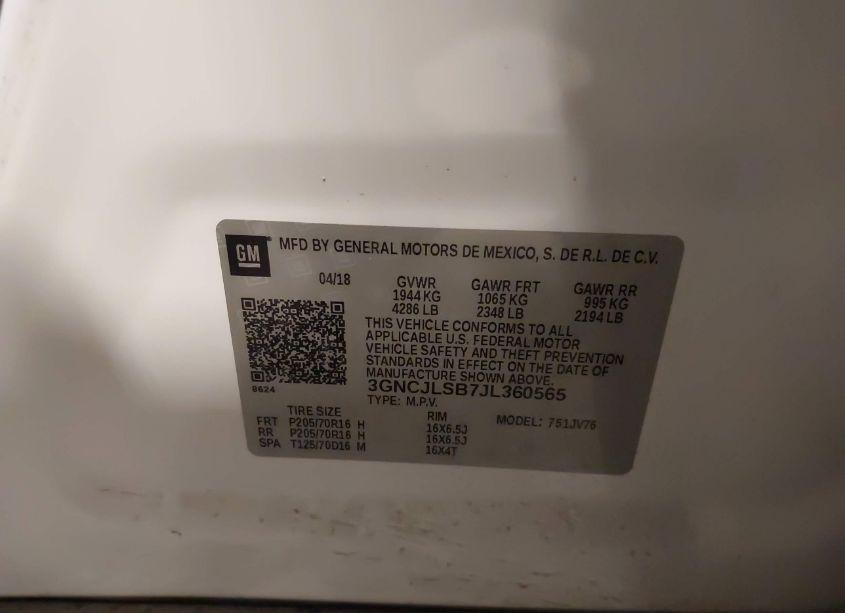 GM
MFD BY GENERAL MOTORS DE MEXICO, S. DE R.L. DE C.V.
04/18 GVWR GAWR FRT GAWR RR
1944 KG 1065 KG 995 KG
4286 LB 2348 LB 2194 LB
THIS VEHICLE CONFORMS TO ALL
APPLICABLE U.S. FEDERAL MOTOR
VEHICLE SAFETY AND THEFT PREVENTION
STANDARDS IN EFFECT ON THE DATE OF
MANUFACTURE SHOWN ABOVE.
8624
3GNCJLSB7JL360565
TYPE: M.P.V.
TIRE SIZE RIM MODEL: 751JV76
FRT P205/70R16 H 16X6.5J
RR P205/70R16 H 16X6.5J
SPA T125/70D16 M 16X4T